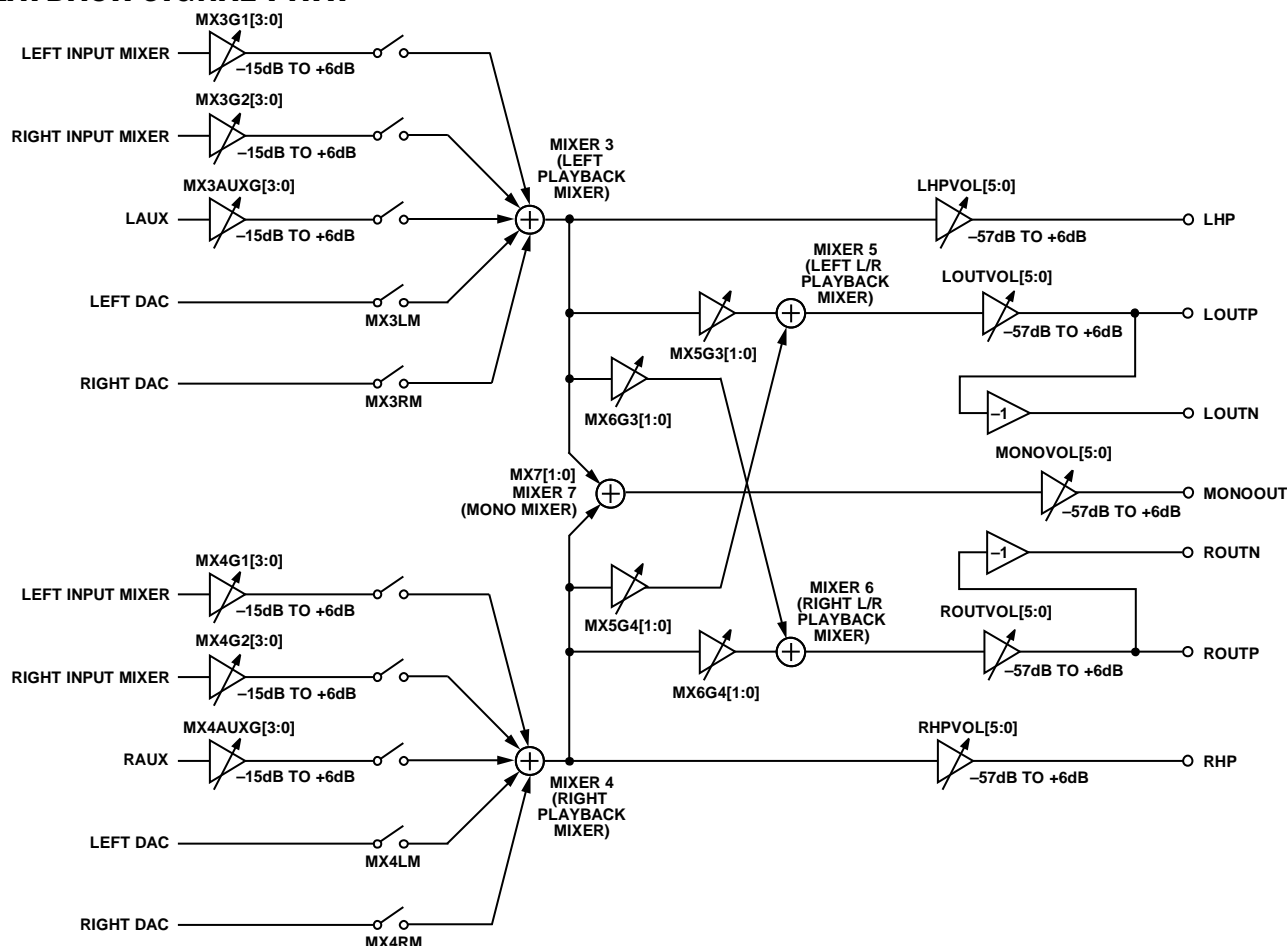 MX3G1[3:0]
LEFT INPUT MIXER
–15dB TO +6dB
MX3G2[3:0]
RIGHT INPUT MIXER
–15dB TO +6dB
MX3AUXG[3:0]
LAUX
–15dB TO +6dB
LEFT DAC
MX3LM
RIGHT DAC
MX3RM
MIXER 3
(LEFT
PLAYBACK
MIXER)
LHPVOL[5:0]
–57dB TO +6dB
LHP
MIXER 5
(LEFT L/R
PLAYBACK
MIXER)
LOUTVOL[5:0]
–57dB TO +6dB
LOUTP
MX5G3[1:0]
MX6G3[1:0]
–1
LOUTN
MX7[1:0]
MIXER 7
(MONO MIXER)
MONOVOL[5:0]
–57dB TO +6dB
MONOOUT
–1
ROUTN
MX5G4[1:0]
MIXER 6
(RIGHT L/R
PLAYBACK
MIXER)
ROUTVOL[5:0]
–57dB TO +6dB
ROUTP
MX6G4[1:0]
MX4G1[3:0]
LEFT INPUT MIXER
–15dB TO +6dB
MX4G2[3:0]
RIGHT INPUT MIXER
–15dB TO +6dB
MX4AUXG[3:0]
RAUX
–15dB TO +6dB
RHPVOL[5:0]
–57dB TO +6dB
RHP
MIXER 4
(RIGHT
PLAYBACK
MIXER)
LEFT DAC
MX4LM
RIGHT DAC
MX4RM